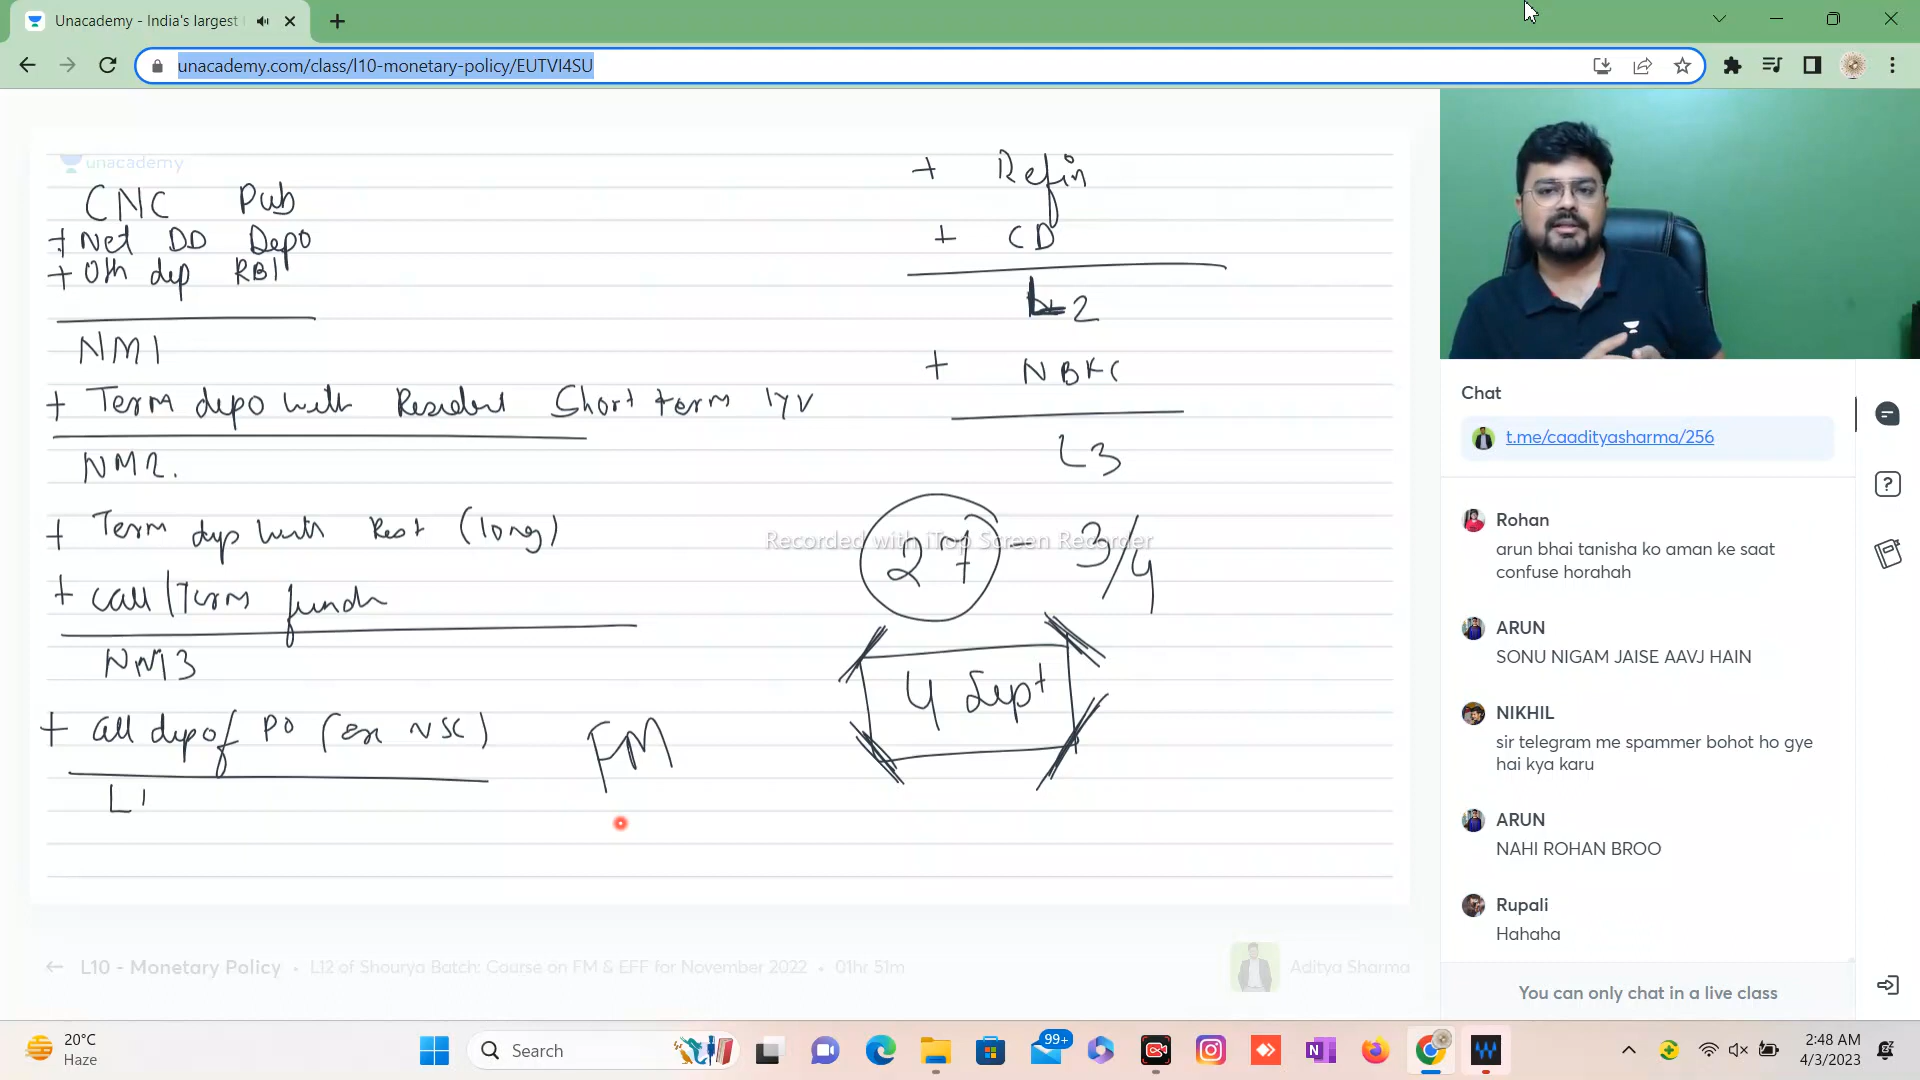 Unacademy - India's largest
unacademy.com/class/l10-monetary-policy/EUTVI4SU
unacademy
CNC Pub
+ Net DD Depo
+ Oth dep RBI
NM1
+ Term depo with Resident Short term 1yr
NM2.
+ Term dep with Rest (long)
+ Call/Term funds
NM3
+ all depo of PO (ex NSC)
L1
FM
+ Refin
+ CD
L2
+ NBFC
L3
27 - 3/4
4 Sept
Recorded with iTop Screen Recorder
L10 - Monetary Policy • L12 of Shourya Batch: Course on FM & EFF for November 2022 • 01hr 51m
Aditya Sharma
Chat
t.me/caadityasharma/256
Rohan
arun bhai tanisha ko aman ke saat
confuse horahah
ARUN
SONU NIGAM JAISE AAVJ HAIN
NIKHIL
sir telegram me spammer bohot ho gye
hai kya karu
ARUN
NAHI ROHAN BROO
Rupali
Hahaha
You can only chat in a live class
20°C
Haze
Search
99+
2:48 AM
4/3/2023